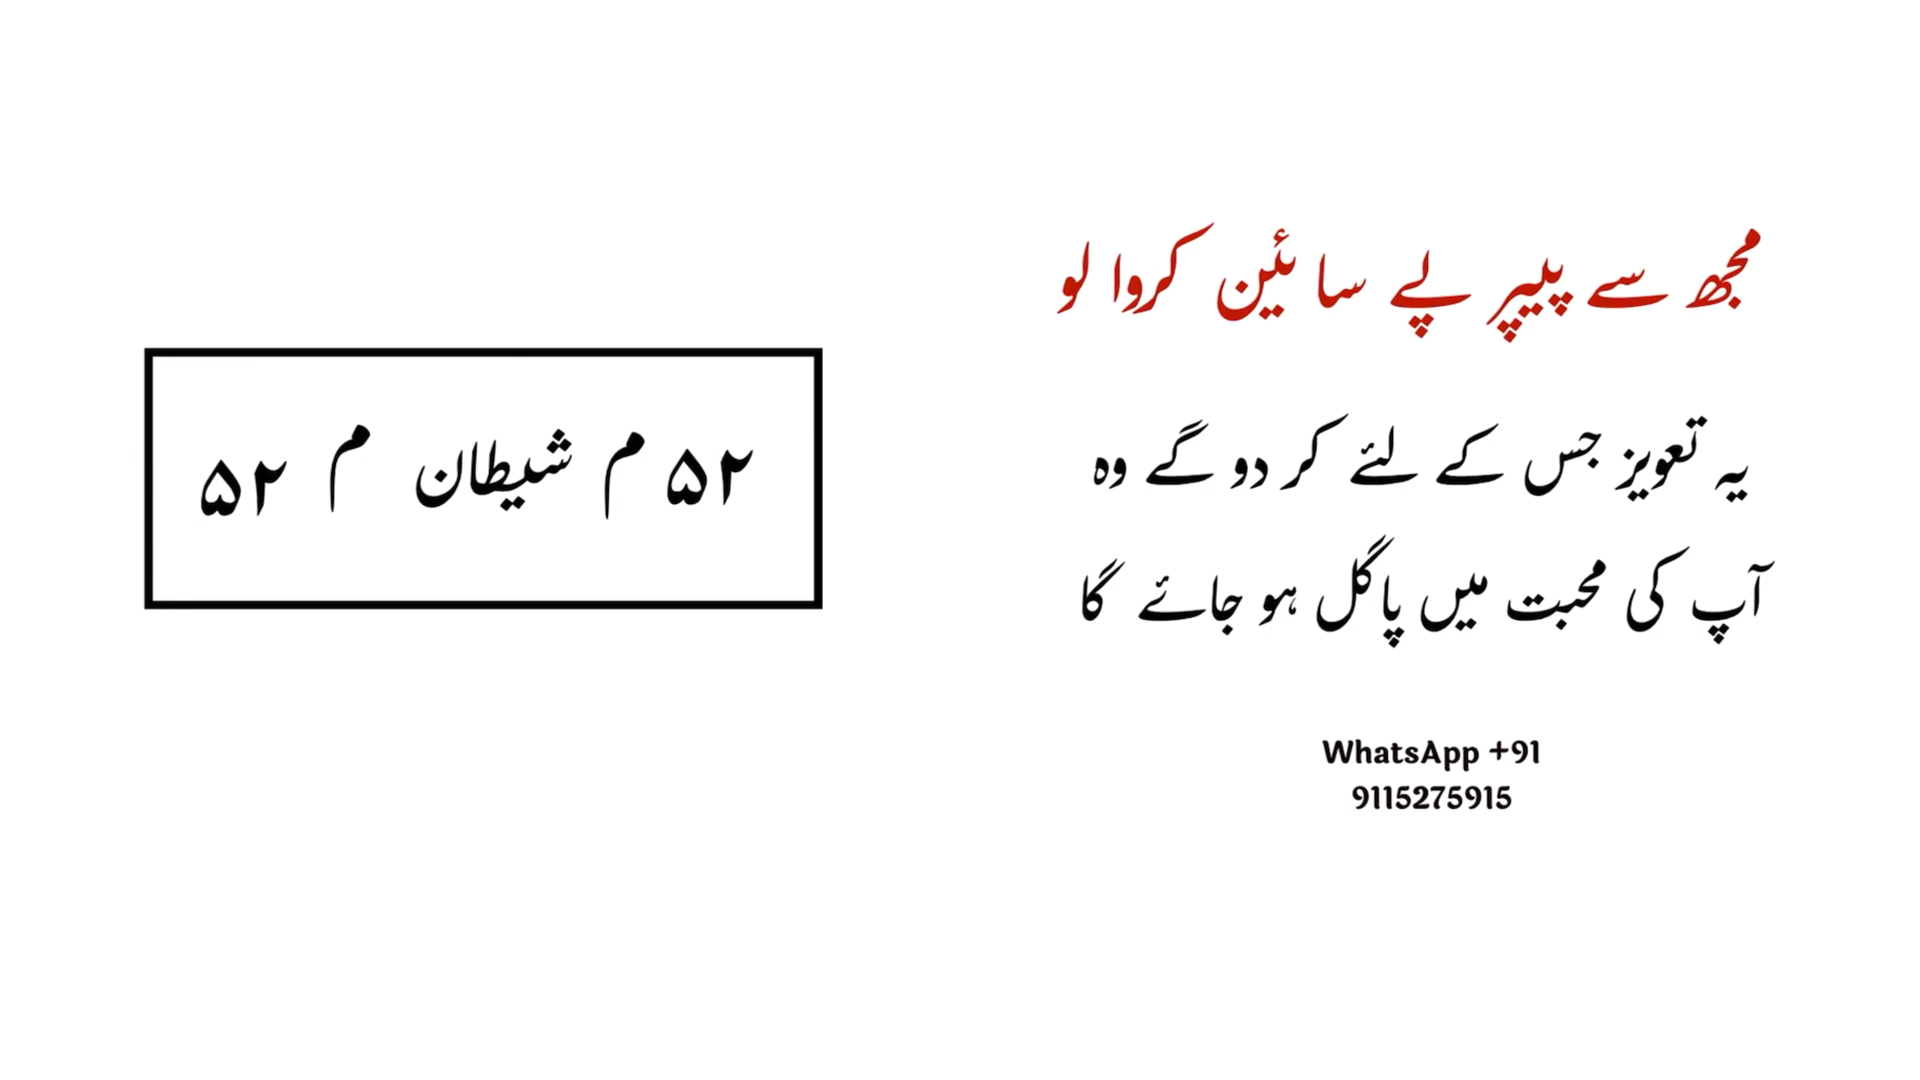 مجھ سے پیپر پے سائین کروا لو
یہ تعویز جس کے لئے کر دو گے وہ
آپ کی محبت میں پاگل ہو جائے گا
WhatsApp +91
9115275915
۵۲ م شیطان م ۵۲